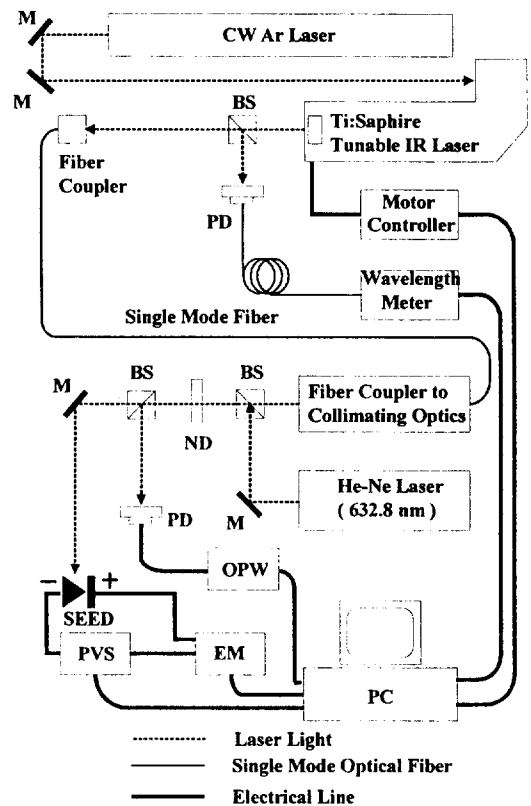 M
CW Ar Laser
M
BS
Ti:Saphire
Tunable IR Laser
Fiber
Coupler
PD
Motor
Controller
Wavelength
Meter
Single Mode Fiber
M
BS
BS
ND
Fiber Coupler to
Collimating Optics
He-Ne Laser
( 632.8 nm )
M
PD
OPW
− +
SEED
PVS
EM
PC
Laser Light
Single Mode Optical Fiber
Electrical Line